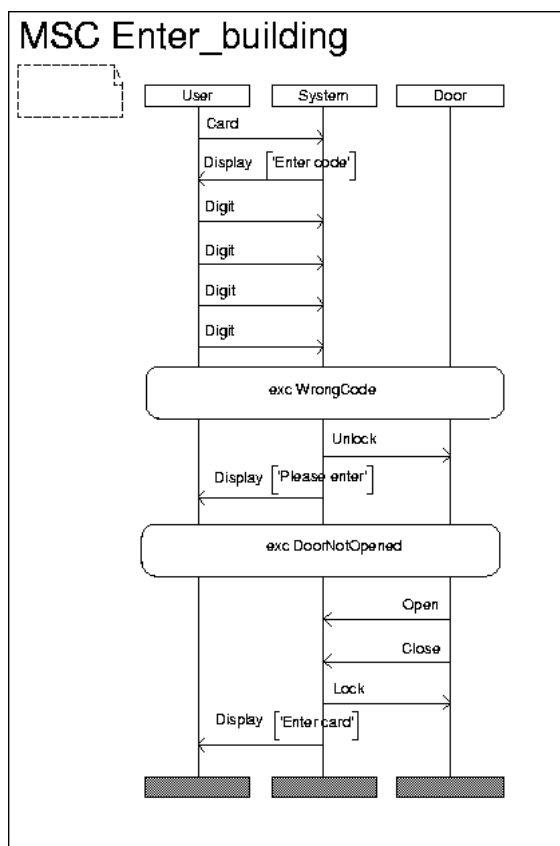 MSC Enter_building
User System Door
Card
Display 'Enter code'
Digit
Digit
Digit
Digit
exc WrongCode
Unlock
Display 'Please enter'
exc DoorNotOpened
Open
Close
Lock
Display 'Enter card'